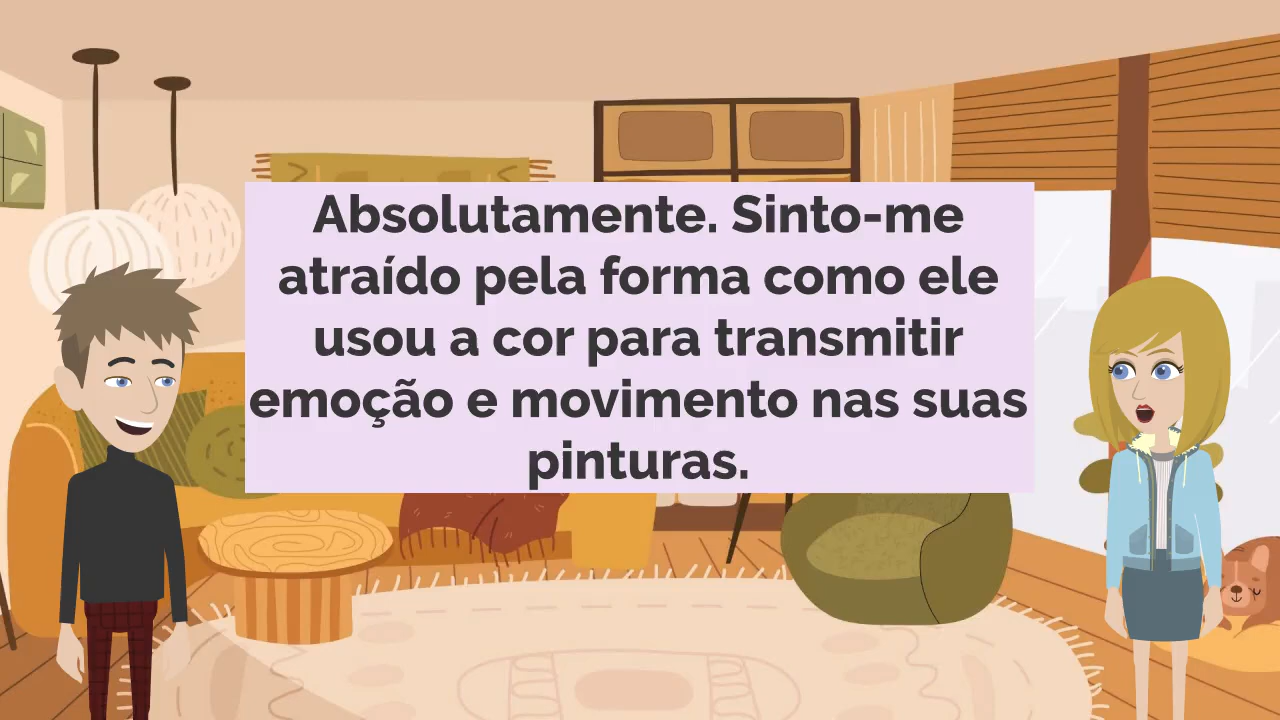 Absolutamente. Sinto-me
atraído pela forma como ele
usou a cor para transmitir
emoção e movimento nas suas
pinturas.